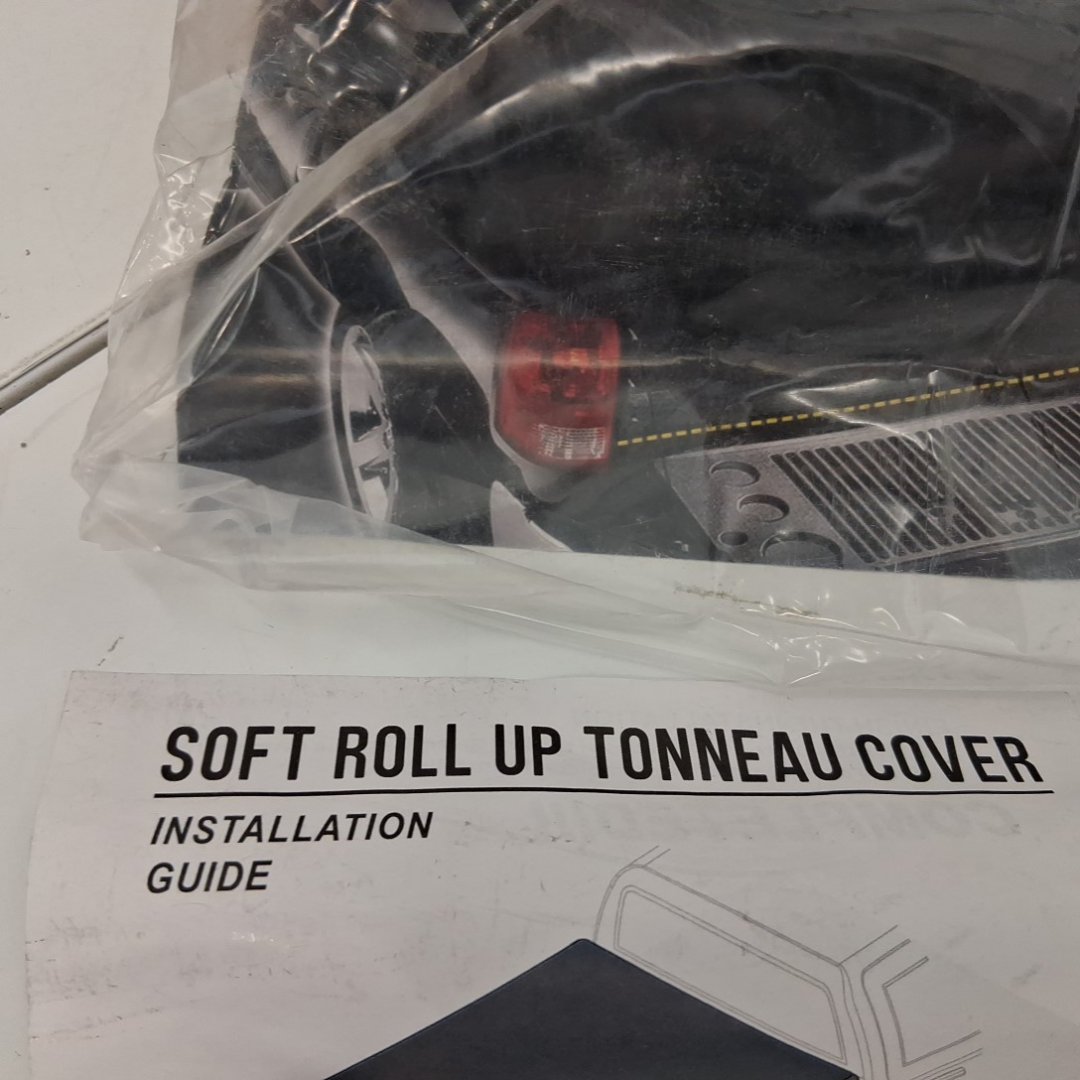 SOFT ROLL UP TONNEAU COVER
INSTALLATION
GUIDE